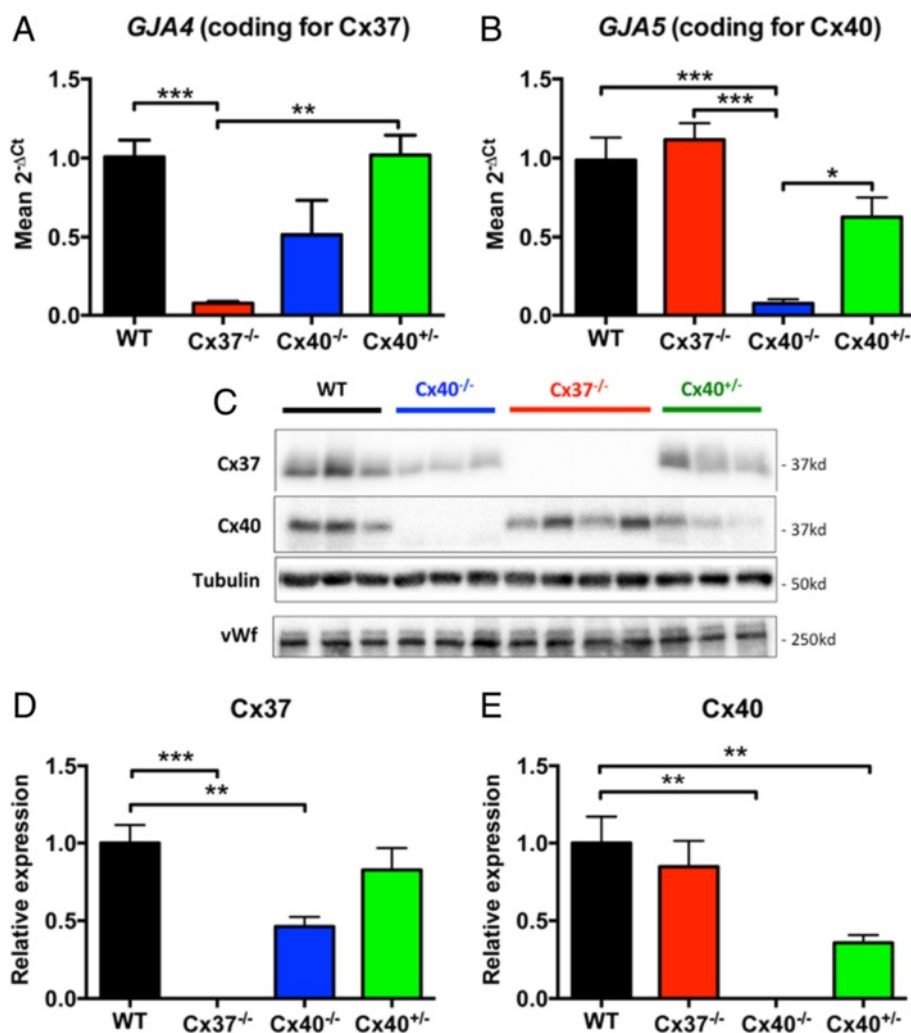 A
GJA4 (coding for Cx37)
Mean 2^-ΔCt
1.5
1.0
0.5
0.0
***
**
WT Cx37-/- Cx40-/- Cx40+/-
B
GJA5 (coding for Cx40)
Mean 2^-ΔCt
1.5
1.0
0.5
0.0
***
***
*
WT Cx37-/- Cx40-/- Cx40+/-
C
WT Cx40-/- Cx37-/- Cx40+/-
Cx37 - 37kd
Cx40 - 37kd
Tubulin - 50kd
vWf - 250kd
D
Cx37
Relative expression
1.5
1.0
0.5
0.0
***
**
WT Cx37-/- Cx40-/- Cx40+/-
E
Cx40
Relative expression
1.5
1.0
0.5
0.0
**
**
WT Cx37-/- Cx40-/- Cx40+/-